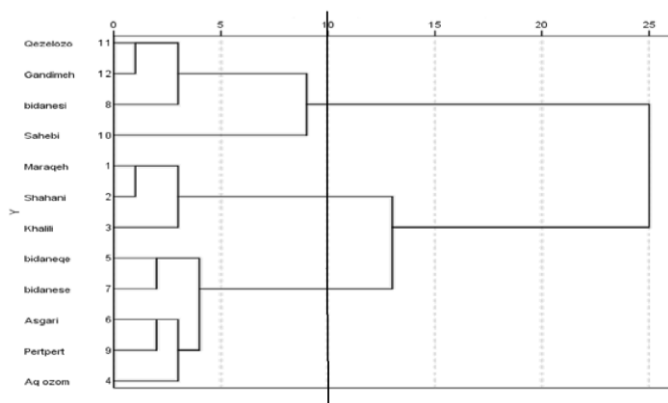 0 5 10 15 20 25
Qezelozo 11
Gandimeh 12
bidanesi 8
Sahebi 10
Maraqeh 1
Shahani 2
Khalili 3
Y
bidaneqe 5
bidanese 7
Asgari 6
Pertpert 9
Aq ozom 4